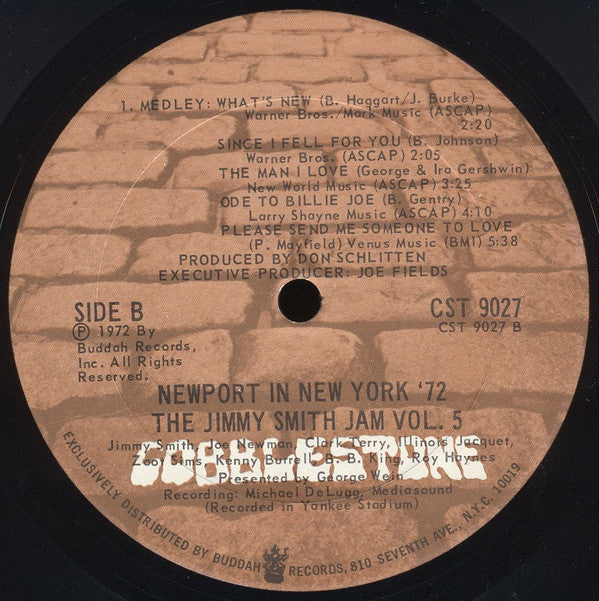 1. MEDLEY: WHAT'S NEW (B. Haggart/J. Burke)
Warner Bros./Mark Music (ASCAP)
2:20
SINCE I FELL FOR YOU (B. Johnson)
Warner Bros. (ASCAP) 2:05
THE MAN I LOVE (George & Ira Gershwin)
New World Music (ASCAP) 3:25
ODE TO BILLIE JOE (B. Gentry)
Larry Shayne Music (ASCAP) 4:10
PLEASE SEND ME SOMEONE TO LOVE
(P. Mayfield) Venus Music (BMI) 5:38
PRODUCED BY DON SCHLITTEN
EXECUTIVE PRODUCER: JOE FIELDS
SIDE B
Ⓟ 1972 By
Buddah Records,
Inc. All Rights
Reserved.
CST 9027
CST 9027 B
NEWPORT IN NEW YORK '72
THE JIMMY SMITH JAM VOL. 5
COBBLESTONE
Jimmy Smith, Joe Newman, Clark Terry, Illinois Jacquet,
Zoot Sims, Kenny Burrell, B. B. King, Roy Haynes
Presented by George Wein
Recording: Michael DeLugg, Mediasound
(Recorded in Yankee Stadium)
EXCLUSIVELY DISTRIBUTED BY BUDDAH RECORDS, 810 SEVENTH AVE., N.Y.C. 10019